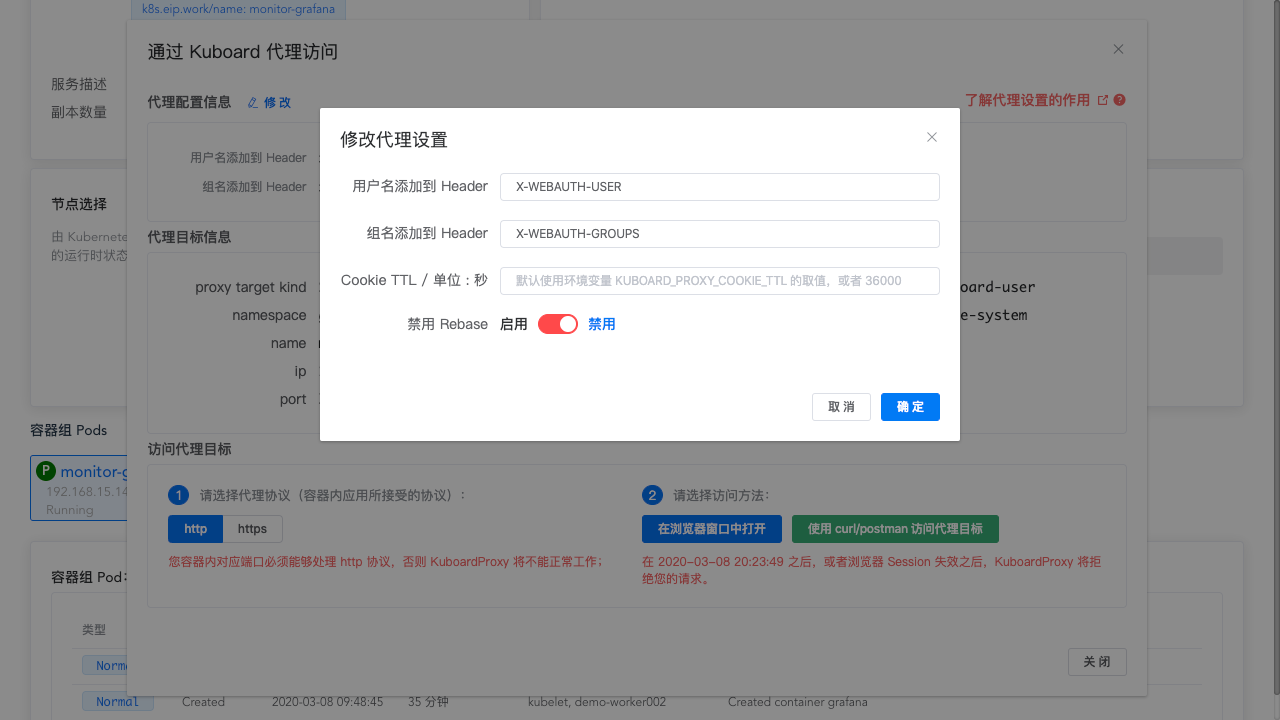 k8s.eip.work/name: monitor-grafana
通过 Kuboard 代理访问
服务描述
副本数量
代理配置信息 修 改
了解代理设置的作用
修改代理设置
用户名添加到 Header
组名添加到 Header
用户名添加到 Header X-WEBAUTH-USER
组名添加到 Header X-WEBAUTH-GROUPS
Cookie TTL / 单位 : 秒 默认使用环境变量 KUBOARD_PROXY_COOKIE_TTL 的取值，或者 36000
禁用 Rebase 启用 禁用
取 消 确 定
节点选择
由 Kubernete
的运行时状态
代理目标信息
proxy target kind
oard-user
namespace
e-system
name
ip
port
容器组 Pods
P monitor-g
192.168.15.14
Running
访问代理目标
1 请选择代理协议（容器内应用所接受的协议）:
http https
您容器内对应端口必须能够处理 http 协议，否则 KuboardProxy 将不能正常工作；
2 请选择访问方法:
在浏览器窗口中打开 使用 curl/postman 访问代理目标
在 2020-03-08 20:23:49 之后，或者浏览器 Session 失效之后，KuboardProxy 将拒
绝您的请求。
容器组 Pod:
类型
关 闭
Norm
Normal Created 2020-03-08 09:48:45 35 分钟 kubelet, demo-worker002 Created container grafana